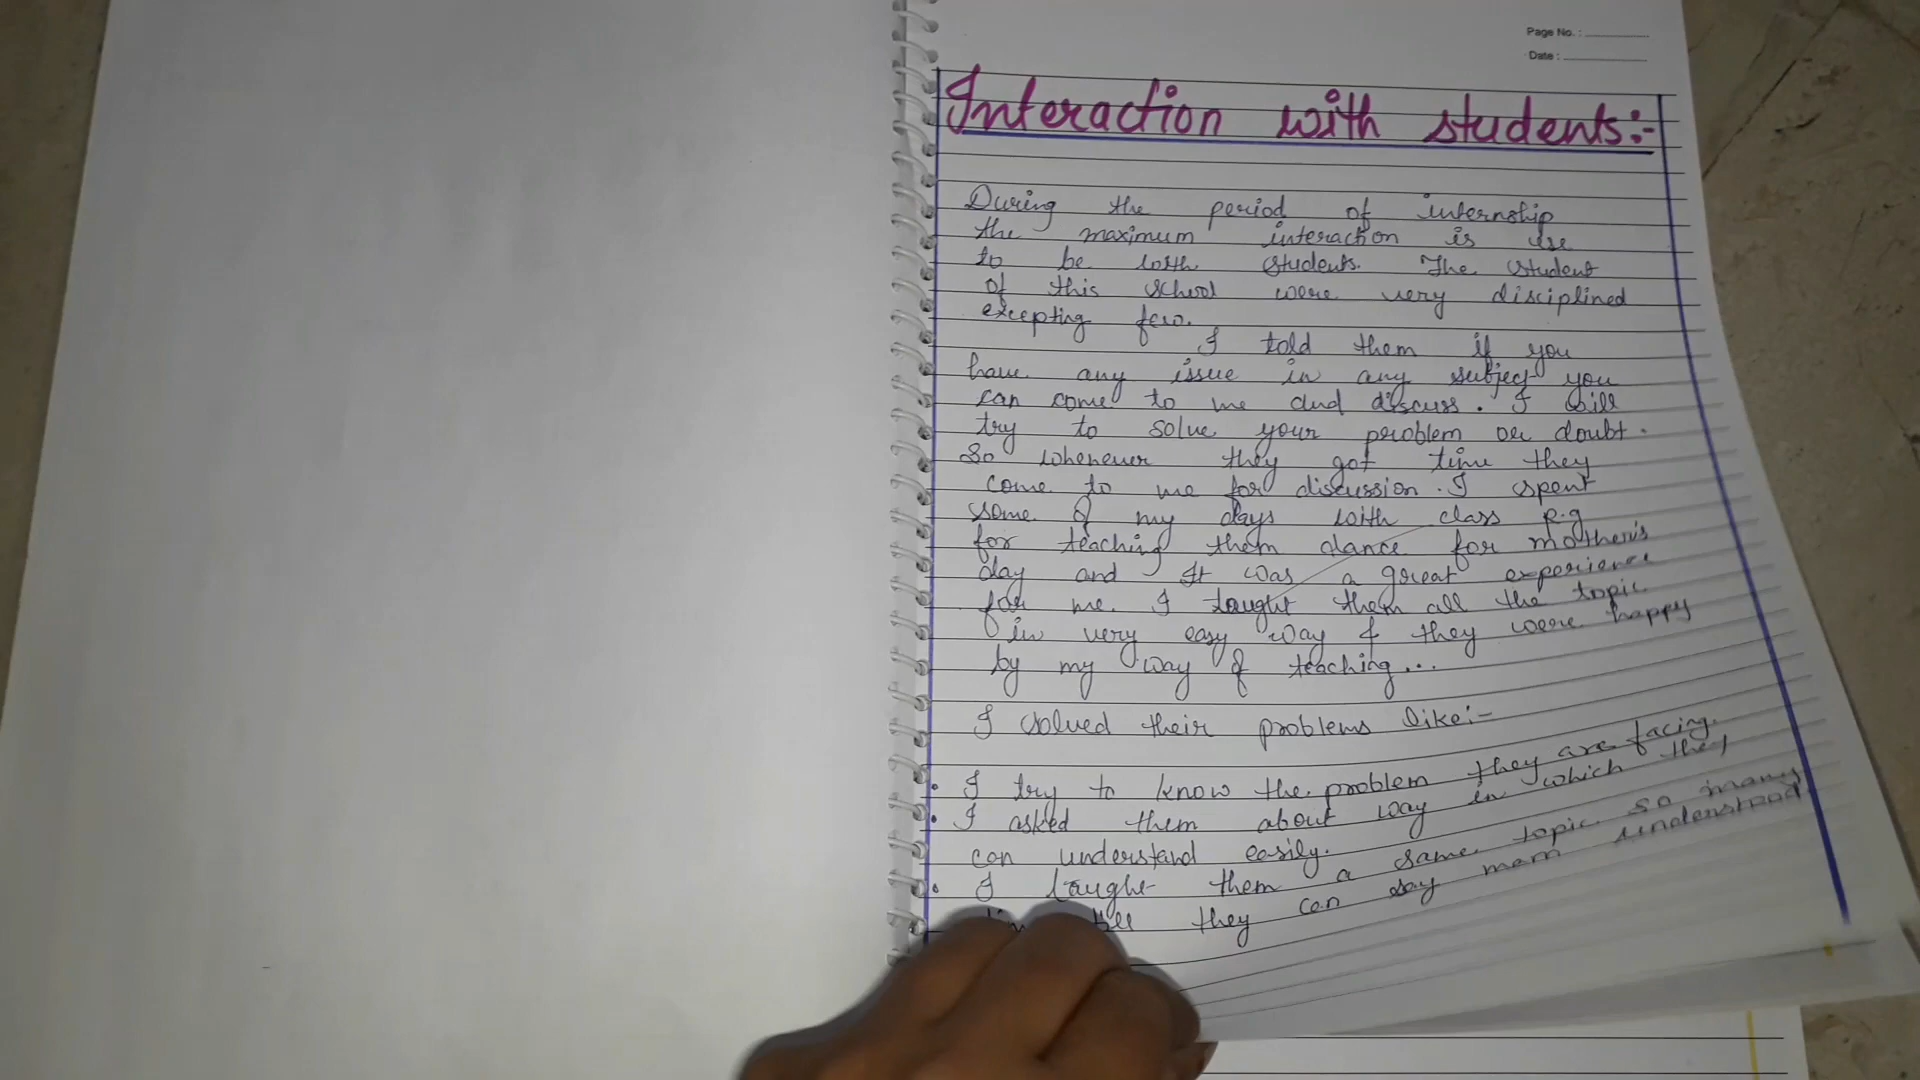 Page No. :
Date :
Interaction with students:-
During the period of internship
the maximum interaction is use
to be with students. The student
of this school were very disciplined
excepting few.
I told them if you
have any issue in any subject you
can come to me and discuss. I will
try to solve your problem or doubt.
So whenever they got time they
come to me for discussion. I spent
some of my days with class
for teaching them dance for mother's
day and It was a great experience
for me. I taught them all the topic
in very easy way & they were happy
by my way of teaching...
I solved their problems like:-
• I try to know the problem they are facing.
• I asked them about way in which they
can understand easily.
• I taught them a same topic so many
till they can say mam understood